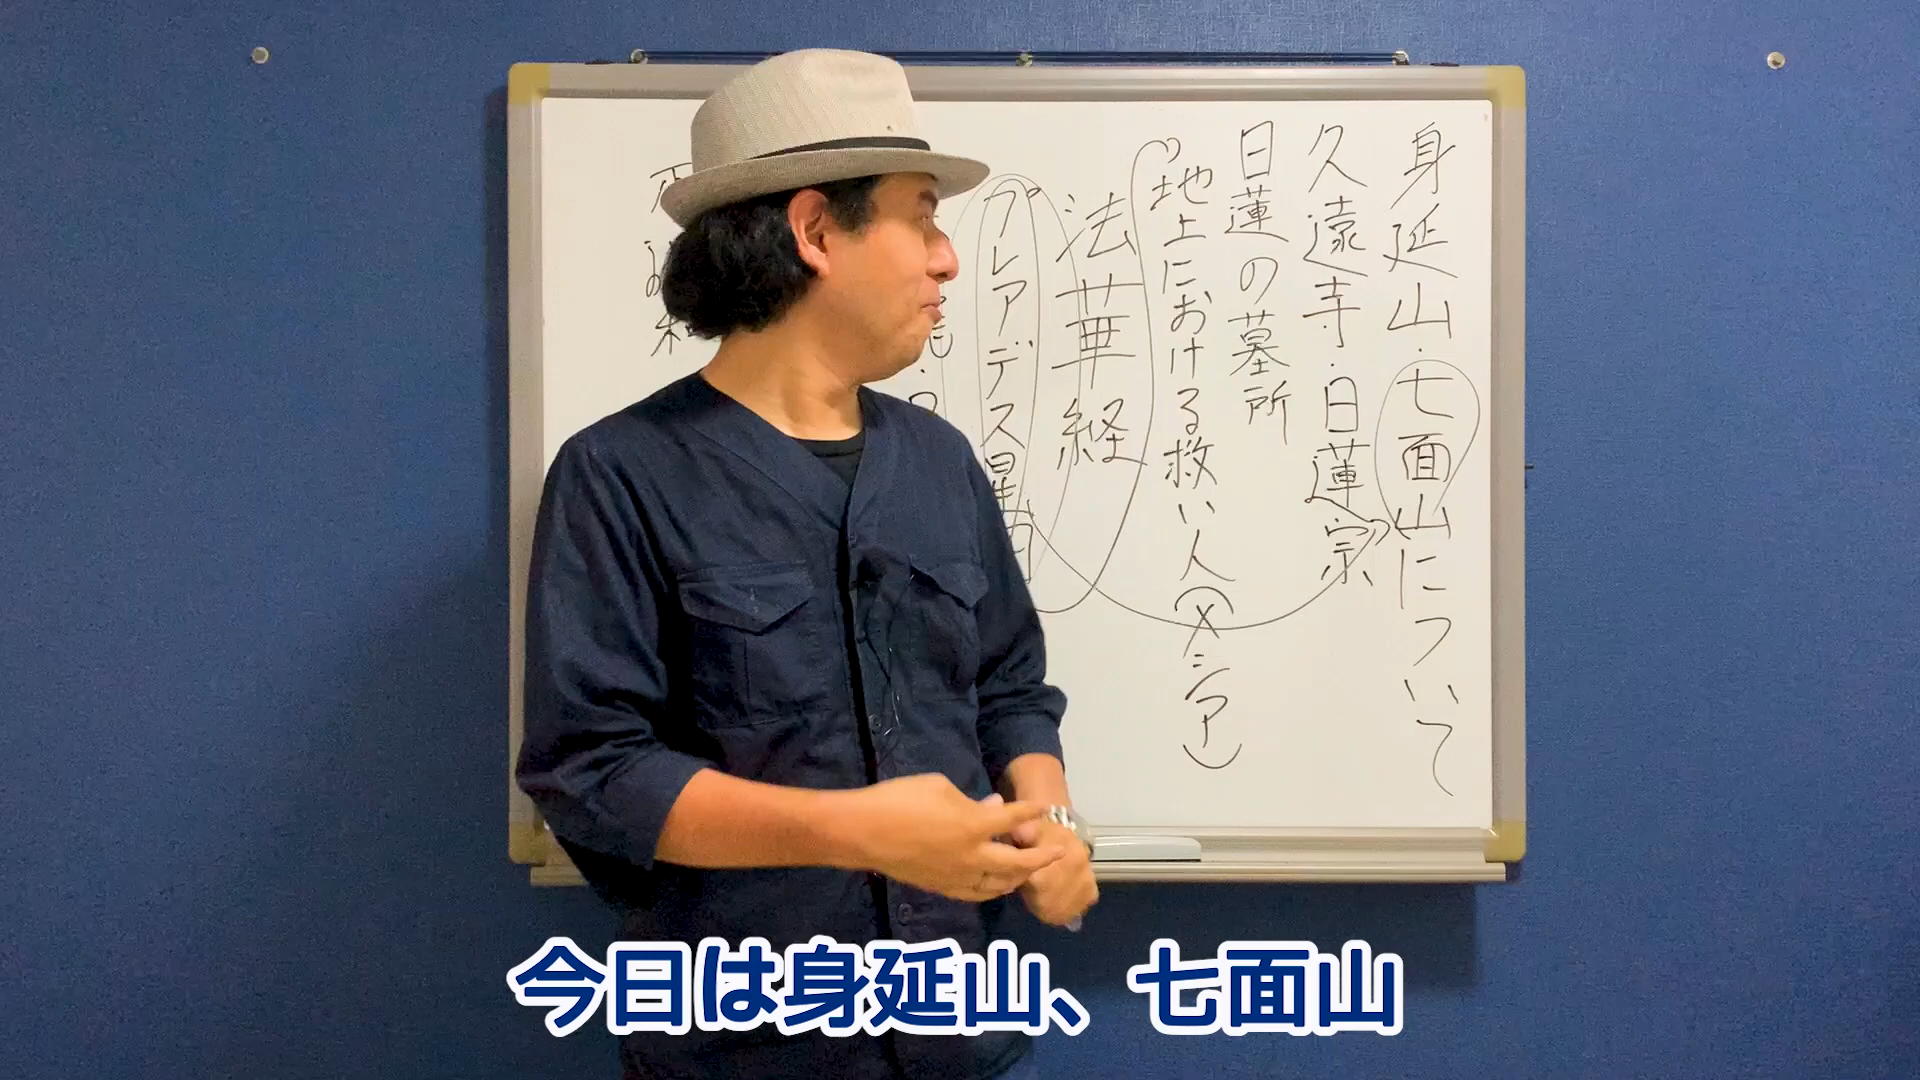 身延山・七面山について
久遠寺・日蓮宗
日蓮の墓所
地上における救い人(メシア)
法華経
プレアデス星団
今日は身延山、七面山